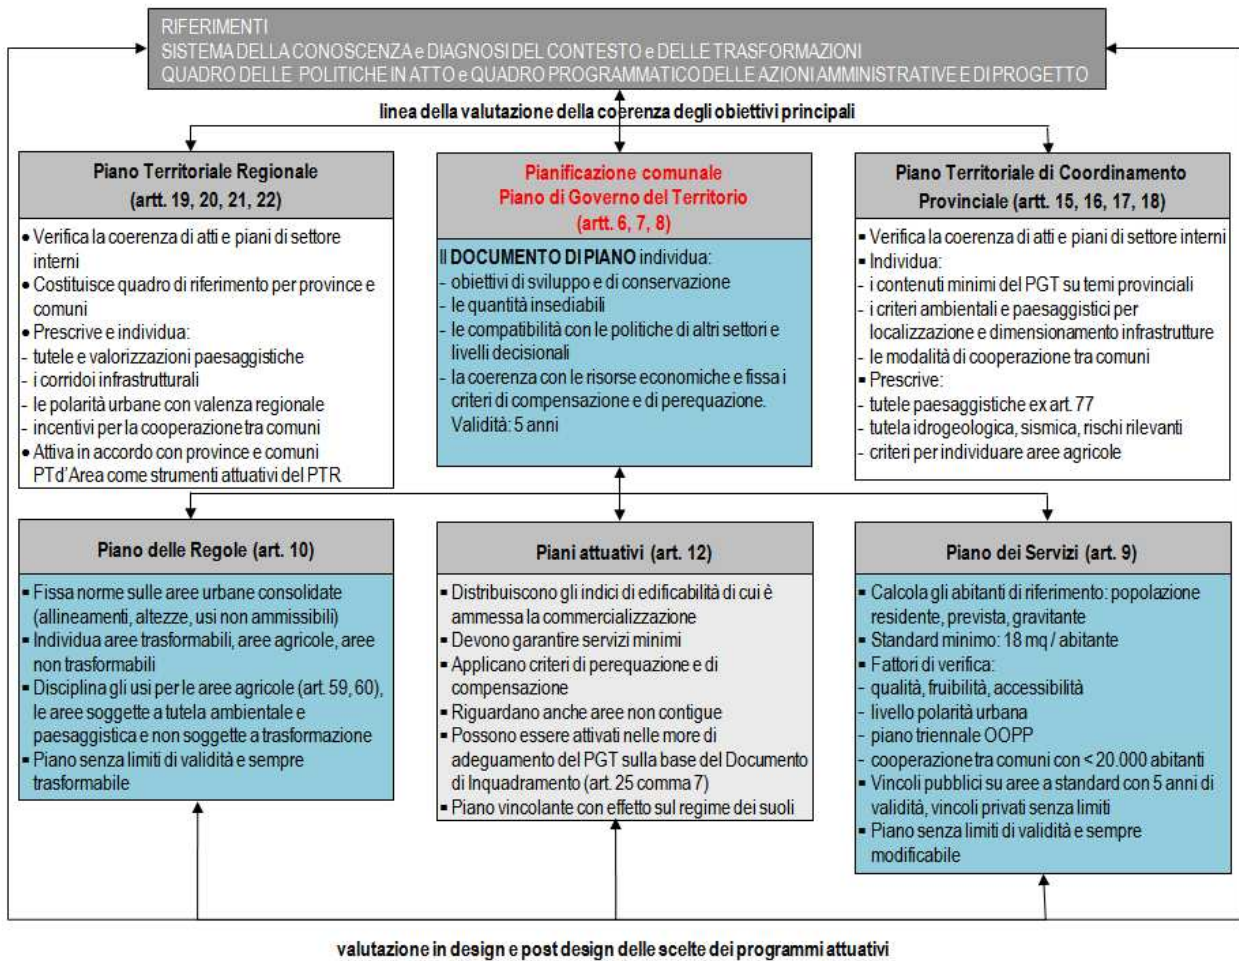 RIFERIMENTI
SISTEMA DELLA CONOSCENZA e DIAGNOSI DEL CONTESTO e DELLE TRASFORMAZIONI
QUADRO DELLE POLITICHE IN ATTO e QUADRO PROGRAMMATICO DELLE AZIONI AMMINISTRATIVE E DI PROGETTO
linea della valutazione della coerenza degli obiettivi principali
Piano Territoriale Regionale
(artt. 19, 20, 21, 22)
• Verifica la coerenza di atti e piani di settore
interni
• Costituisce quadro di riferimento per province e
comuni
• Prescrive e individua:
- tutele e valorizzazioni paesaggistiche
- i corridoi infrastrutturali
- le polarità urbane con valenza regionale
- incentivi per la cooperazione tra comuni
• Attiva in accordo con province e comuni
PTd'Area come strumenti attuativi del PTR
Pianificazione comunale
Piano di Governo del Territorio
(artt. 6, 7, 8)
Il DOCUMENTO DI PIANO individua:
- obiettivi di sviluppo e di conservazione
- le quantità insediabili
- le compatibilità con le politiche di altri settori e
livelli decisionali
- la coerenza con le risorse economiche e fissa i
criteri di compensazione e di perequazione.
Validità: 5 anni
Piano Territoriale di Coordinamento
Provinciale (artt. 15, 16, 17, 18)
▪ Verifica la coerenza di atti e piani di settore interni
▪ Individua:
- i contenuti minimi del PGT su temi provinciali
- i criteri ambientali e paesaggistici per
localizzazione e dimensionamento infrastrutture
- le modalità di cooperazione tra comuni
▪ Prescrive:
- tutele paesaggistiche ex art. 77
- tutela idrogeologica, sismica, rischi rilevanti
- criteri per individuare aree agricole
Piano delle Regole (art. 10)
▪ Fissa norme sulle aree urbane consolidate
(allineamenti, altezze, usi non ammissibili)
▪ Individua aree trasformabili, aree agricole, aree
non trasformabili
▪ Disciplina gli usi per le aree agricole (art. 59, 60),
le aree soggette a tutela ambientale e
paesaggistica e non soggette a trasformazione
▪ Piano senza limiti di validità e sempre
trasformabile
Piani attuativi (art. 12)
▪ Distribuiscono gli indici di edificabilità di cui è
ammessa la commercializzazione
▪ Devono garantire servizi minimi
▪ Applicano criteri di perequazione e di
compensazione
▪ Riguardano anche aree non contigue
▪ Possono essere attivati nelle more di
adeguamento del PGT sulla base del Documento
di Inquadramento (art. 25 comma 7)
▪ Piano vincolante con effetto sul regime dei suoli
Piano dei Servizi (art. 9)
▪ Calcola gli abitanti di riferimento: popolazione
residente, prevista, gravitante
▪ Standard minimo: 18 mq / abitante
▪ Fattori di verifica:
- qualità, fruibilità, accessibilità
- livello polarità urbana
- piano triennale OOPP
- cooperazione tra comuni con < 20.000 abitanti
▪ Vincoli pubblici su aree a standard con 5 anni di
validità, vincoli privati senza limiti
▪ Piano senza limiti di validità e sempre
modificabile
valutazione in design e post design delle scelte dei programmi attuativi